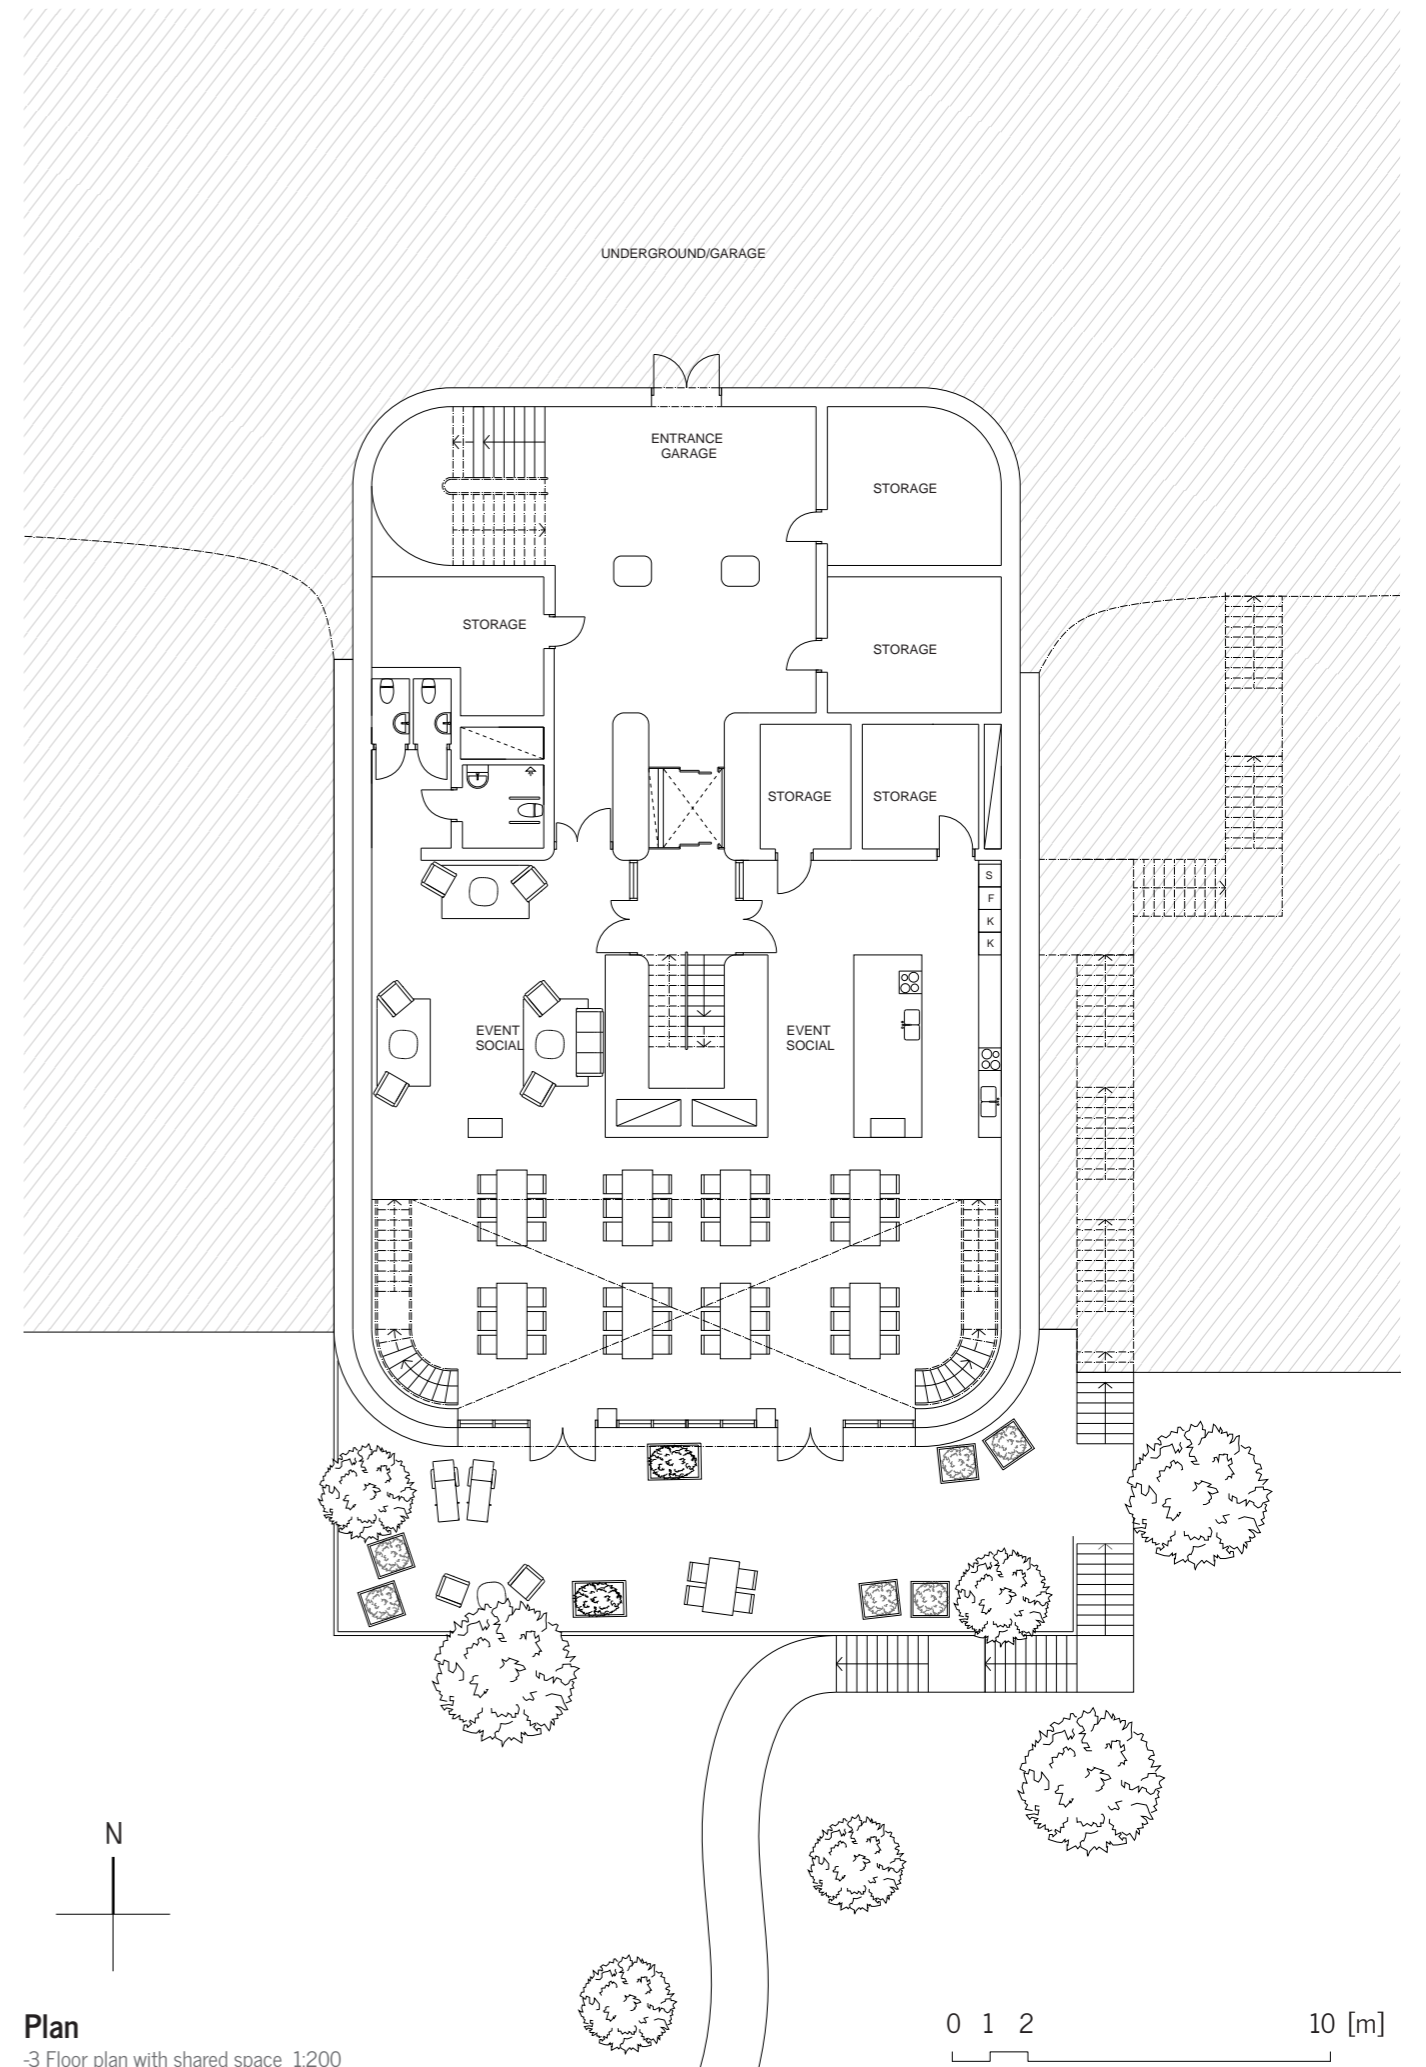 UNDERGROUND/GARAGE
ENTRANCE
GARAGE
STORAGE
STORAGE
STORAGE
STORAGE
STORAGE
S
F
K
K
EVENT
SOCIAL
EVENT
SOCIAL
N
Plan
-3 Floor plan with shared space 1:200
0 1 2 10 [m]